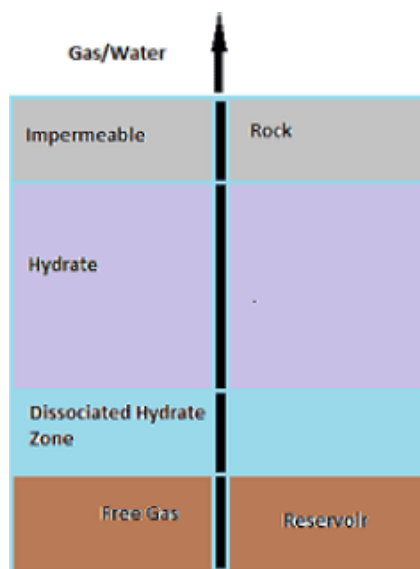 Gas/Water
Impermeable
Rock
Hydrate
Dissociated Hydrate
Zone
Free Gas
Reservoir